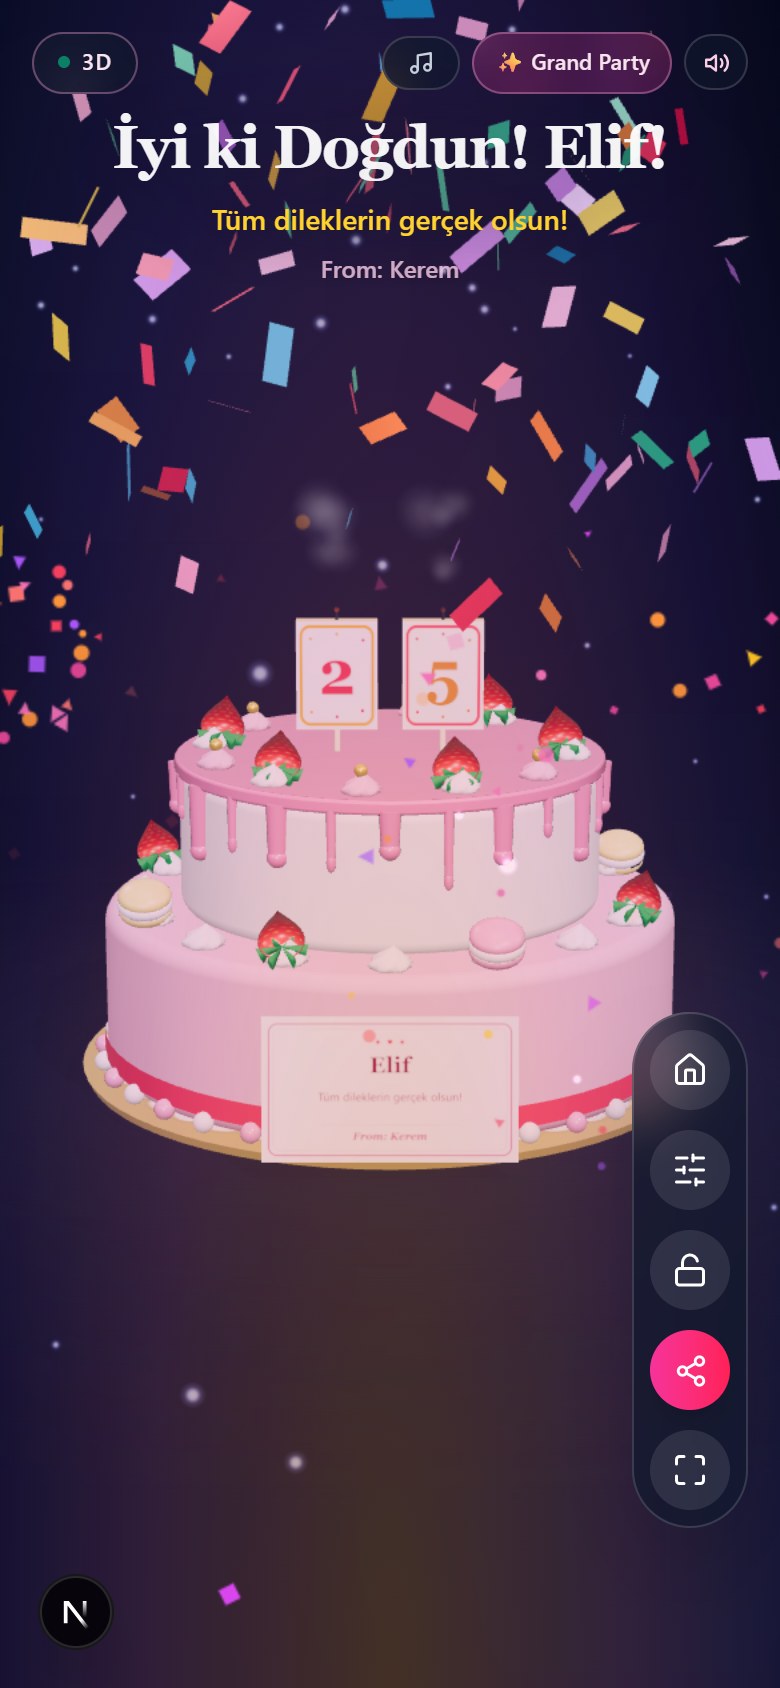 3D
✨ Grand Party
İyi ki Doğdun! Elif!
Tüm dileklerin gerçek olsun!
From: Kerem
2 5
Elif
Tüm dileklerin gerçek olsun!
From: Kerem
N